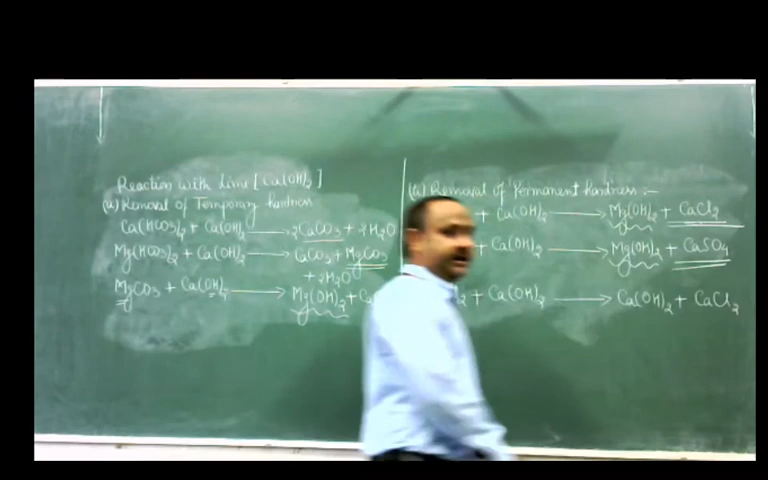 Reaction with Lime [Ca(OH)₂]
(a) Removal of Temporary hardness
Ca(HCO₃)₂ + Ca(OH)₂ ⟶ 2CaCO₃ + 2H₂O
Mg(HCO₃)₂ + Ca(OH)₂ ⟶ CaCO₃ + MgCO₃
+ 2H₂O
MgCO₃ + Ca(OH)₂ ⟶ Mg(OH)₂ + Ca
Removal of Permanent hardness :-
+ Ca(OH)₂ ⟶ Mg(OH)₂ + CaCl₂
+ Ca(OH)₂ ⟶ Mg(OH)₂ + CaSO₄
₂ + Ca(OH)₂ ⟶ Ca(OH)₂ + CaCl₂